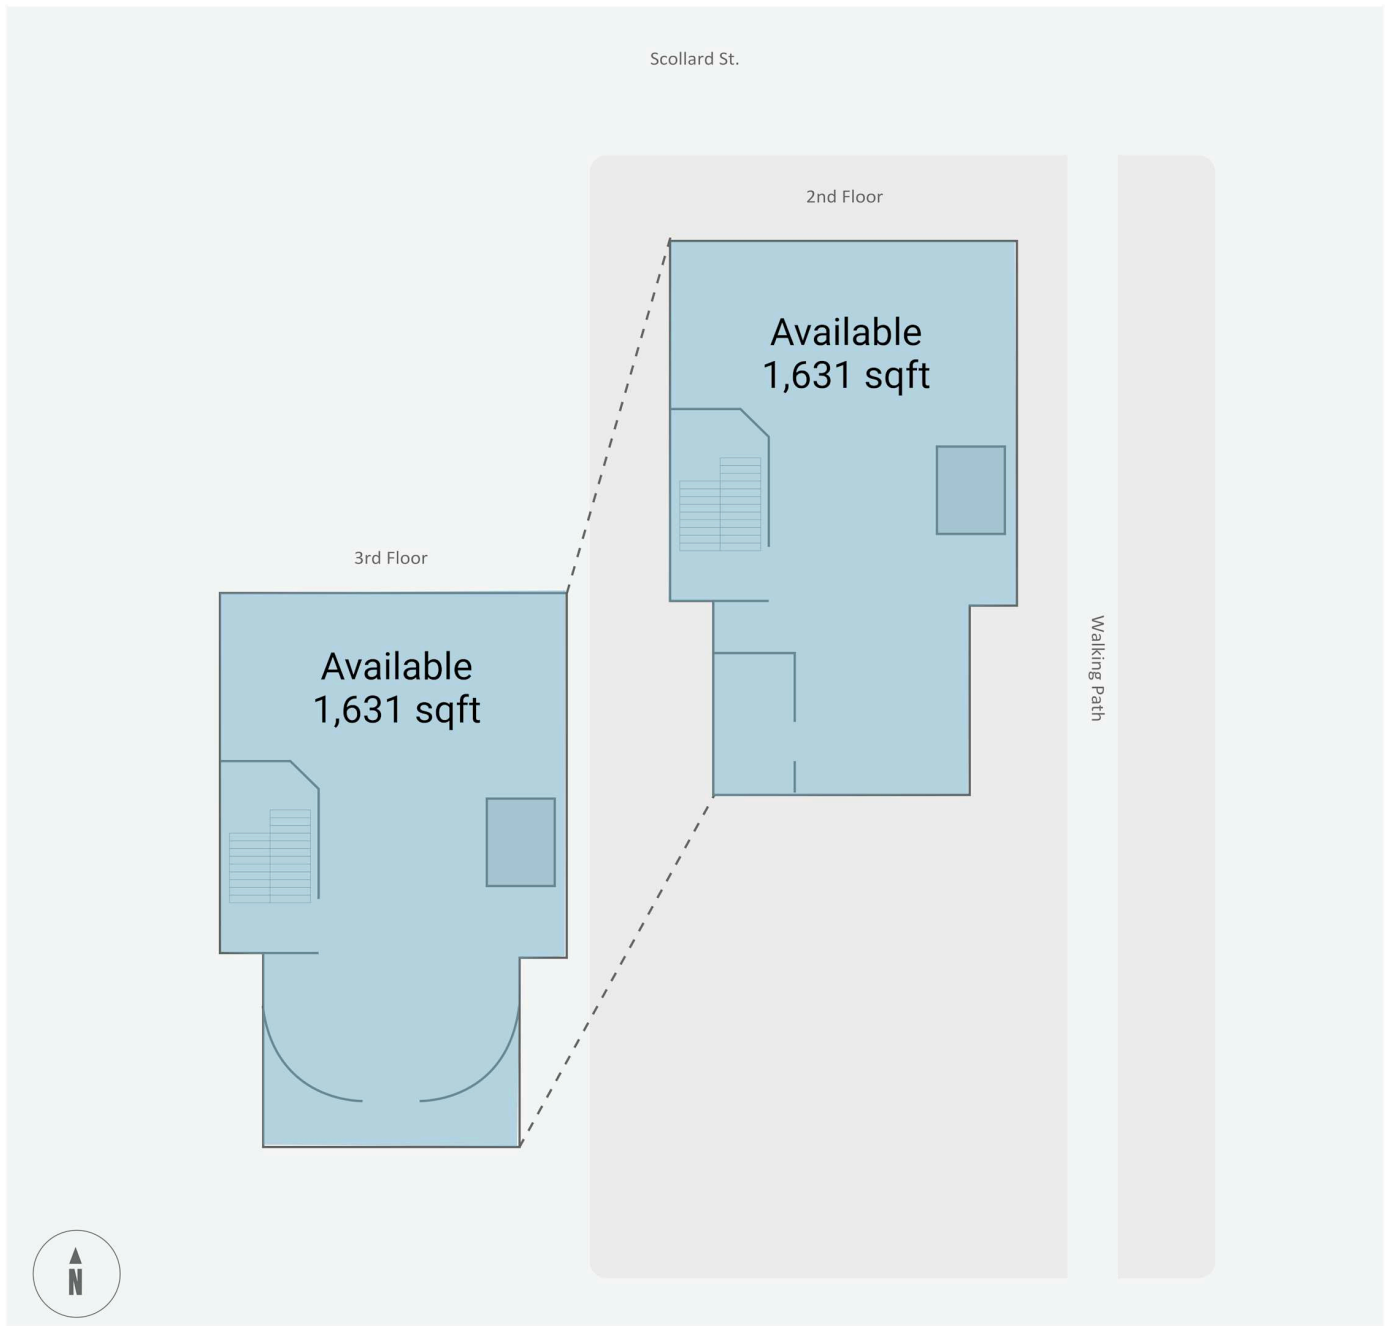 Scollard St.
2nd Floor
Available
1,631 sqft
3rd Floor
Available
1,631 sqft
Walking Path
N